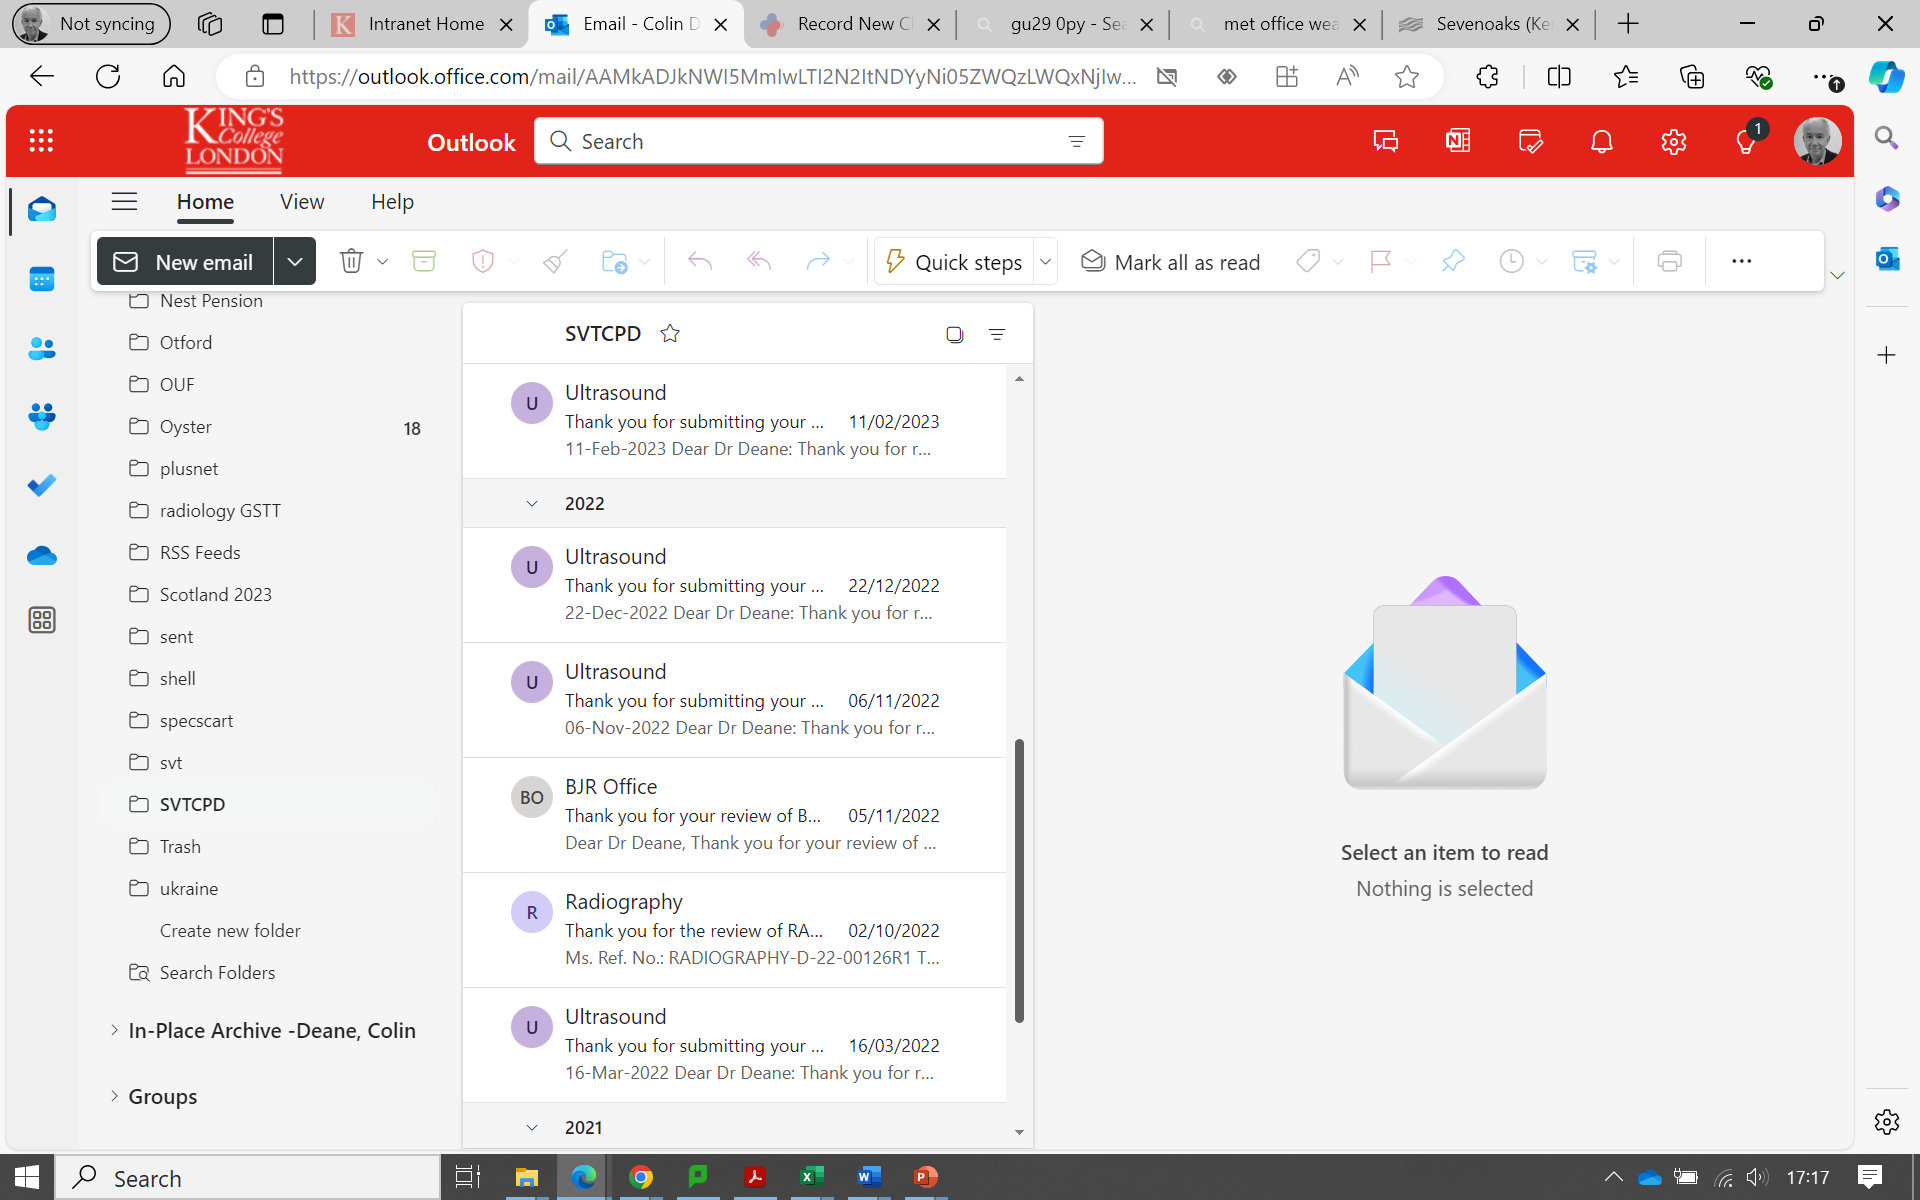 Not syncing
Intranet Home
Email - Colin D
Record New C
gu29 0py - Sea
met office wea
Sevenoaks (Ke
https://outlook.office.com/mail/AAMkADJkNWI5MmIwLTI2N2ItNDYyNi05ZWQzLWQxNjIw...
KING'S
College
LONDON
Outlook
Search
1
Home
View
Help
New email
Quick steps
Mark all as read
Nest Pension
Otford
OUF
Oyster 18
plusnet
radiology GSTT
RSS Feeds
Scotland 2023
sent
shell
specscart
svt
SVTCPD
Trash
ukraine
Create new folder
Search Folders
In-Place Archive -Deane, Colin
Groups
SVTCPD
U
Ultrasound
Thank you for submitting your ... 11/02/2023
11-Feb-2023 Dear Dr Deane: Thank you for r...
2022
U
Ultrasound
Thank you for submitting your ... 22/12/2022
22-Dec-2022 Dear Dr Deane: Thank you for r...
U
Ultrasound
Thank you for submitting your ... 06/11/2022
06-Nov-2022 Dear Dr Deane: Thank you for r...
BO
BJR Office
Thank you for your review of B... 05/11/2022
Dear Dr Deane, Thank you for your review of ...
R
Radiography
Thank you for the review of RA... 02/10/2022
Ms. Ref. No.: RADIOGRAPHY-D-22-00126R1 T...
U
Ultrasound
Thank you for submitting your ... 16/03/2022
16-Mar-2022 Dear Dr Deane: Thank you for r...
2021
Select an item to read
Nothing is selected
Search
17:17